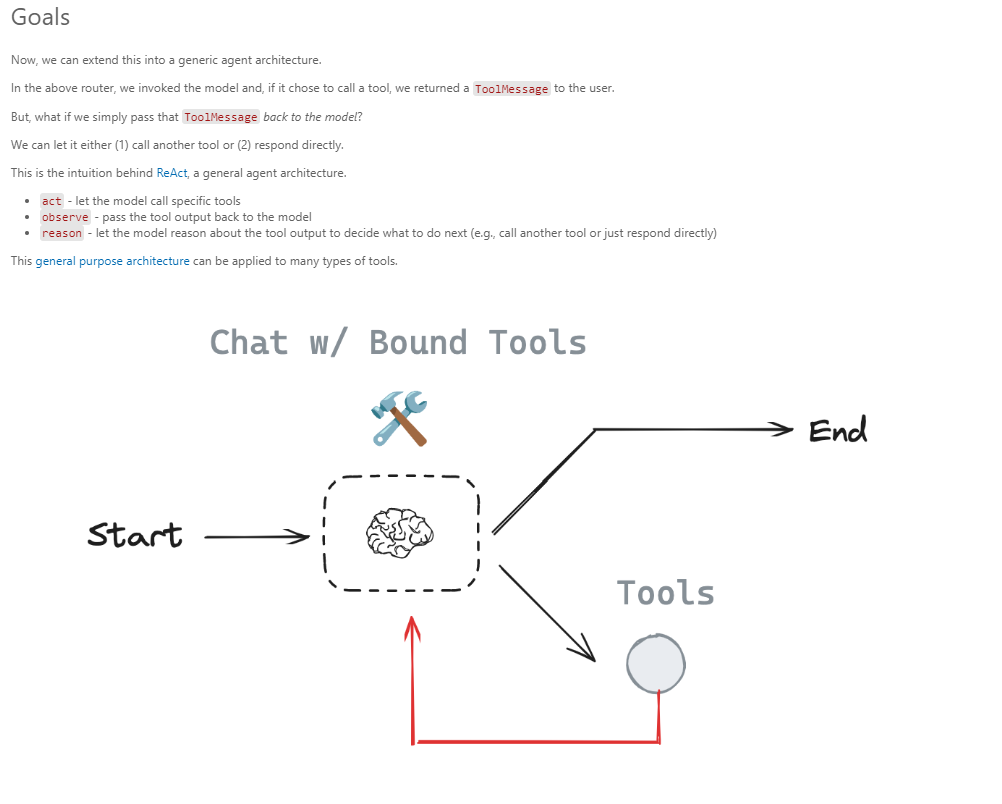 Goals
Now, we can extend this into a generic agent architecture.
In the above router, we invoked the model and, if it chose to call a tool, we returned a ToolMessage to the user.
But, what if we simply pass that ToolMessage back to the model?
We can let it either (1) call another tool or (2) respond directly.
This is the intuition behind ReAct, a general agent architecture.
• act - let the model call specific tools
• observe - pass the tool output back to the model
• reason - let the model reason about the tool output to decide what to do next (e.g., call another tool or just respond directly)
This general purpose architecture can be applied to many types of tools.
Chat w/ Bound Tools
End
Start
Tools